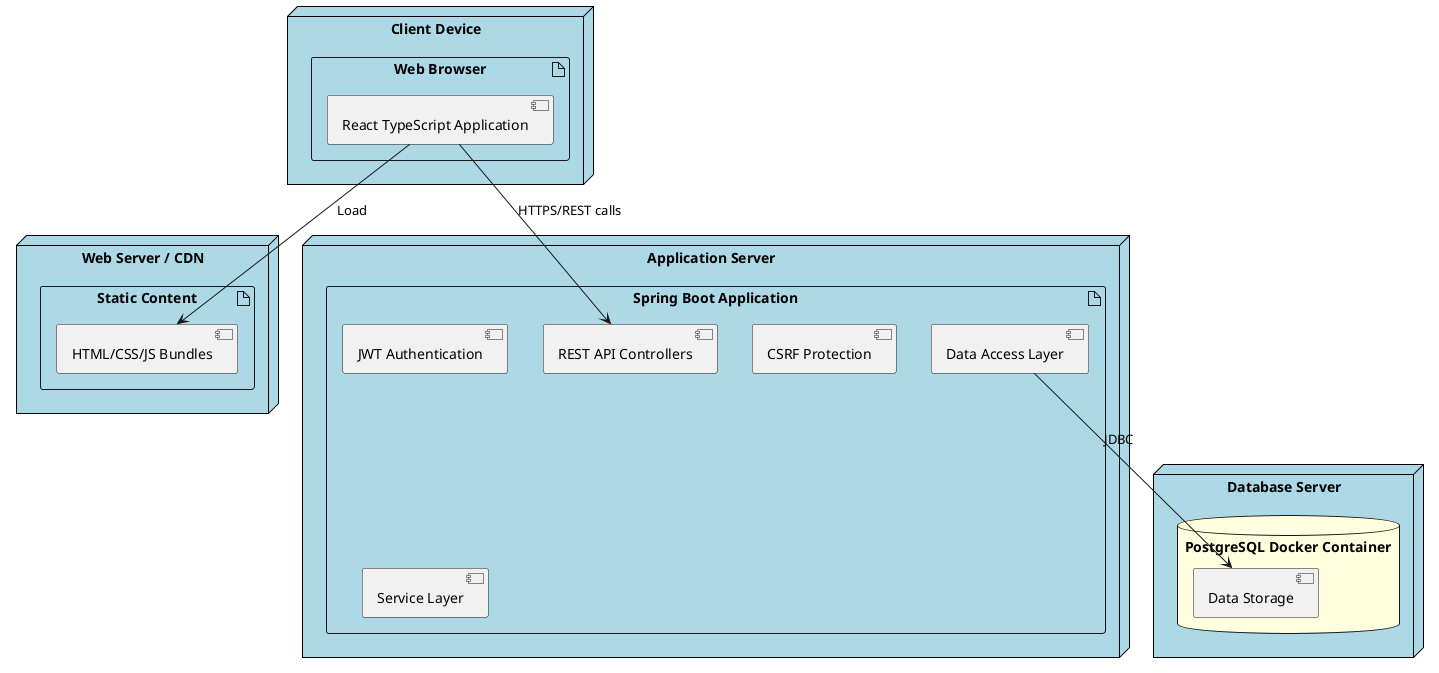 Client Device
Web Browser
React TypeScript Application
Load
HTTPS/REST calls
Web Server / CDN
Static Content
HTML/CSS/JS Bundles
Application Server
Spring Boot Application
JWT Authentication
REST API Controllers
CSRF Protection
Data Access Layer
JDBC
Service Layer
Database Server
PostgreSQL Docker Container
Data Storage